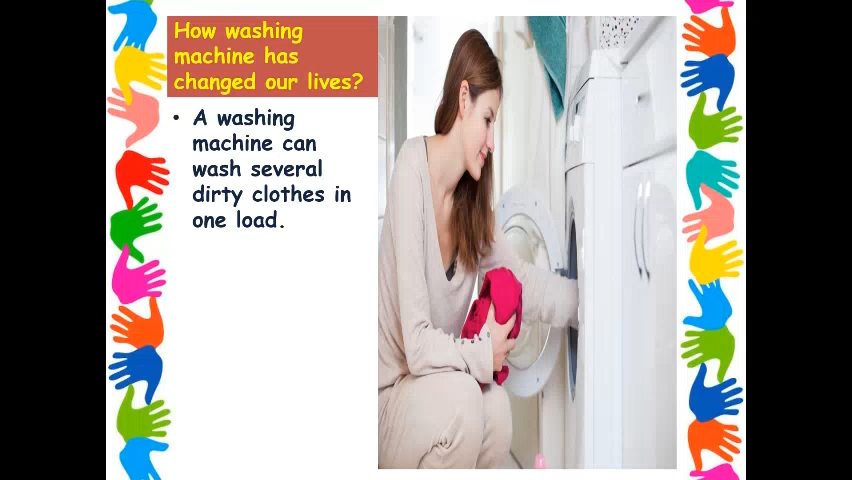 How washing
machine has
changed our lives?
• A washing
machine can
wash several
dirty clothes in
one load.